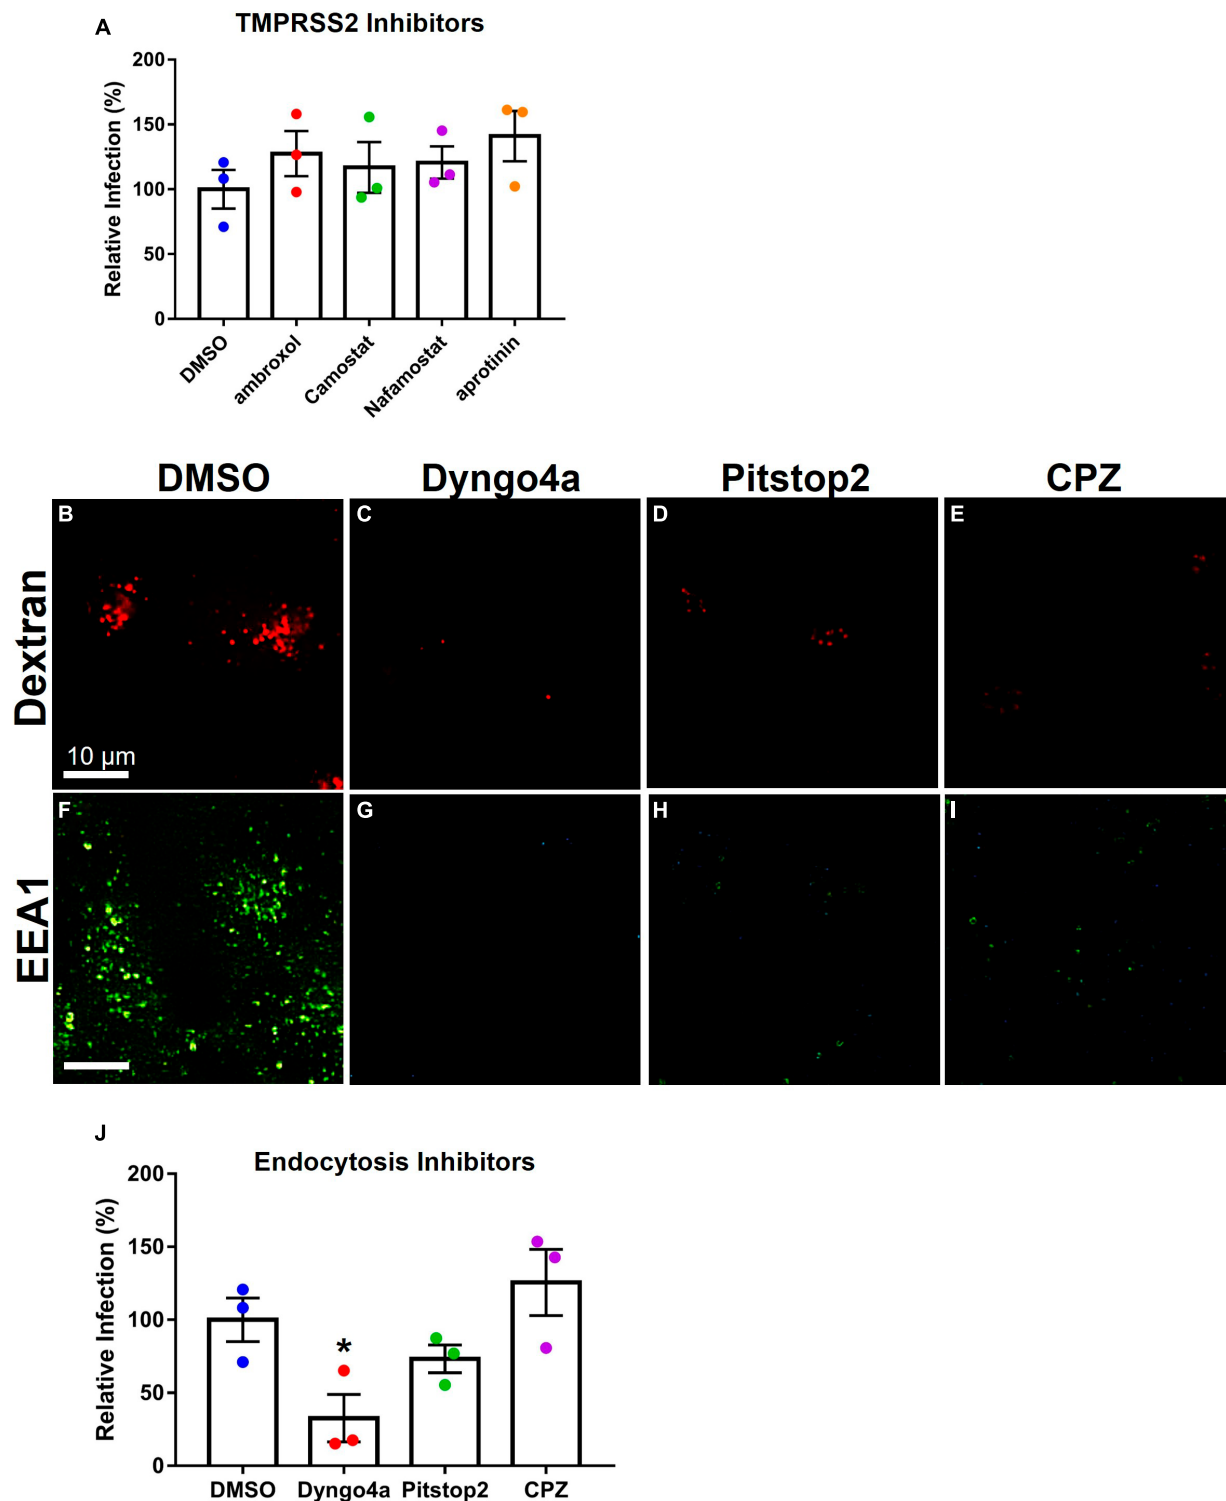 A
TMPRSS2 Inhibitors
Relative Infection (%)
200
150
100
50
0
DMSO
ambroxol
Camostat
Nafamostat
aprotinin
DMSO
Dyngo4a
Pitstop2
CPZ
Dextran
B
C
D
E
10 µm
EEA1
F
G
H
I
J
Endocytosis Inhibitors
Relative Infection (%)
200
150
100
50
0
*
DMSO
Dyngo4a
Pitstop2
CPZ